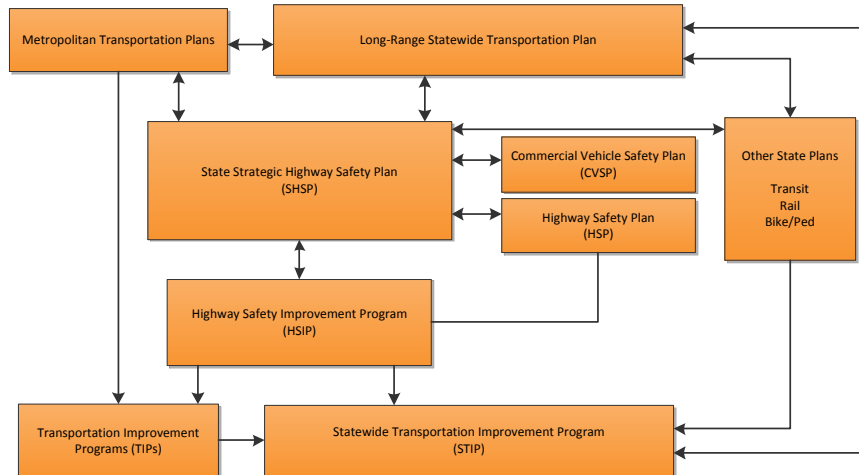 Metropolitan Transportation Plans
Long-Range Statewide Transportation Plan
State Strategic Highway Safety Plan
(SHSP)
Commercial Vehicle Safety Plan
(CVSP)
Highway Safety Plan
(HSP)
Other State Plans
Transit
Rail
Bike/Ped
Highway Safety Improvement Program
(HSIP)
Transportation Improvement
Programs (TIPs)
Statewide Transportation Improvement Program
(STIP)